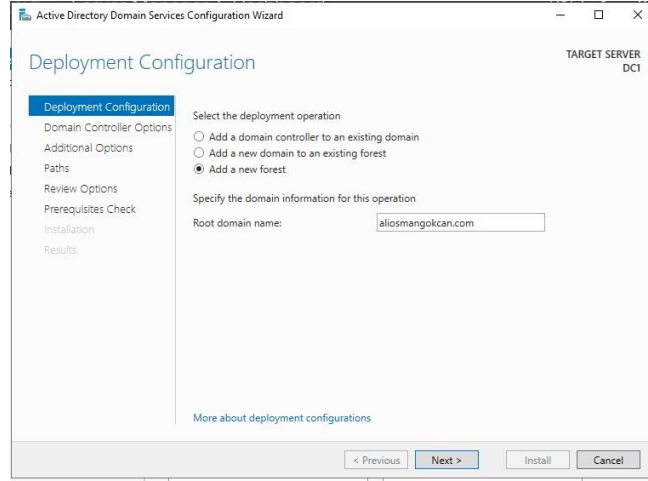 Active Directory Domain Services Configuration Wizard
Deployment Configuration
TARGET SERVER
DC1
Deployment Configuration
Domain Controller Options
Additional Options
Paths
Review Options
Prerequisites Check
Installation
Results
Select the deployment operation
Add a domain controller to an existing domain
Add a new domain to an existing forest
Add a new forest
Specify the domain information for this operation
Root domain name: aliosmangokcan.com
More about deployment configurations
< Previous Next > Install Cancel